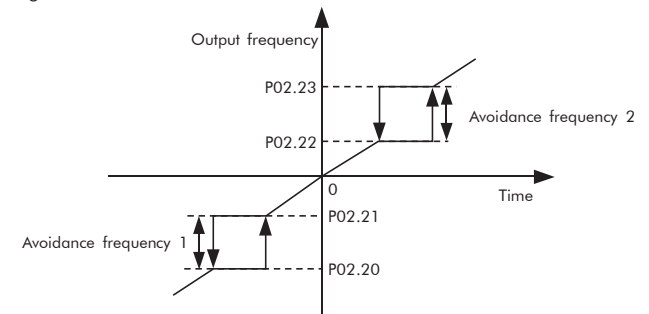 Output frequency
P02.23
Avoidance frequency 2
P02.22
0
Time
P02.21
Avoidance frequency 1
P02.20